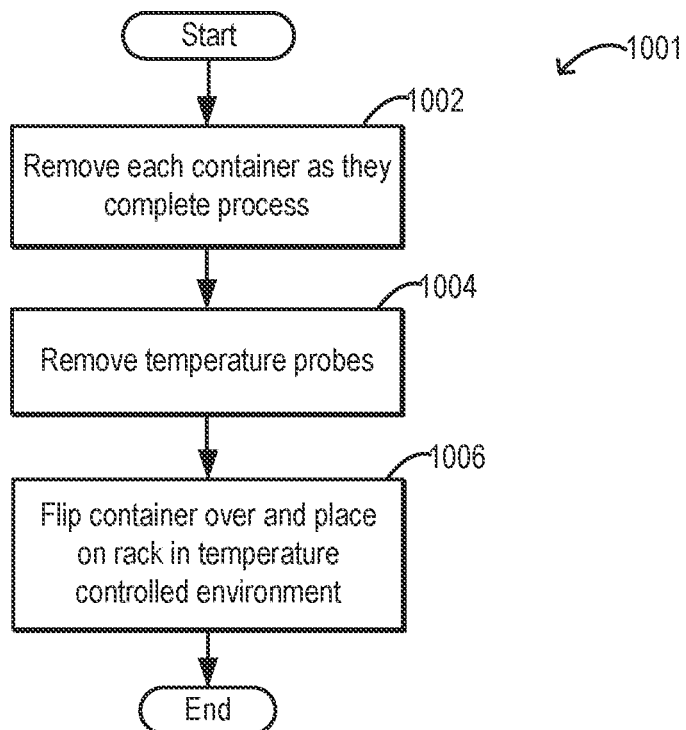 Start
1001
1002
Remove each container as they
complete process
1004
Remove temperature probes
1006
Flip container over and place
on rack in temperature
controlled environment
End